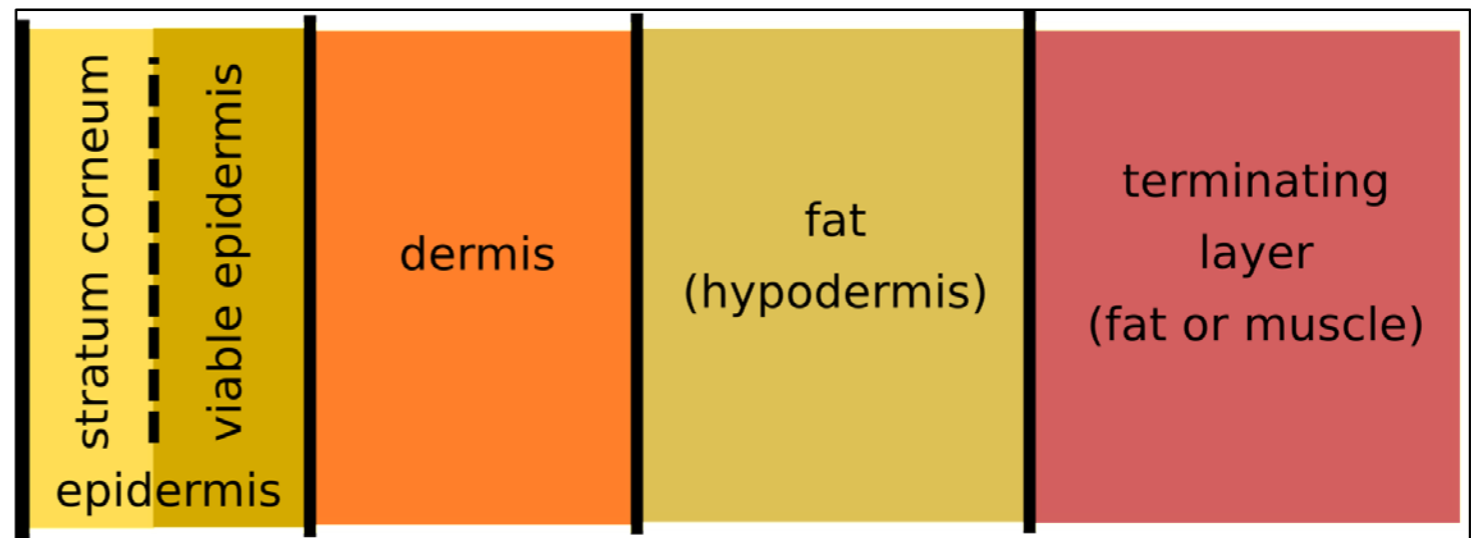 stratum corneum
viable epidermis
epidermis
dermis
fat
(hypodermis)
terminating
layer
(fat or muscle)